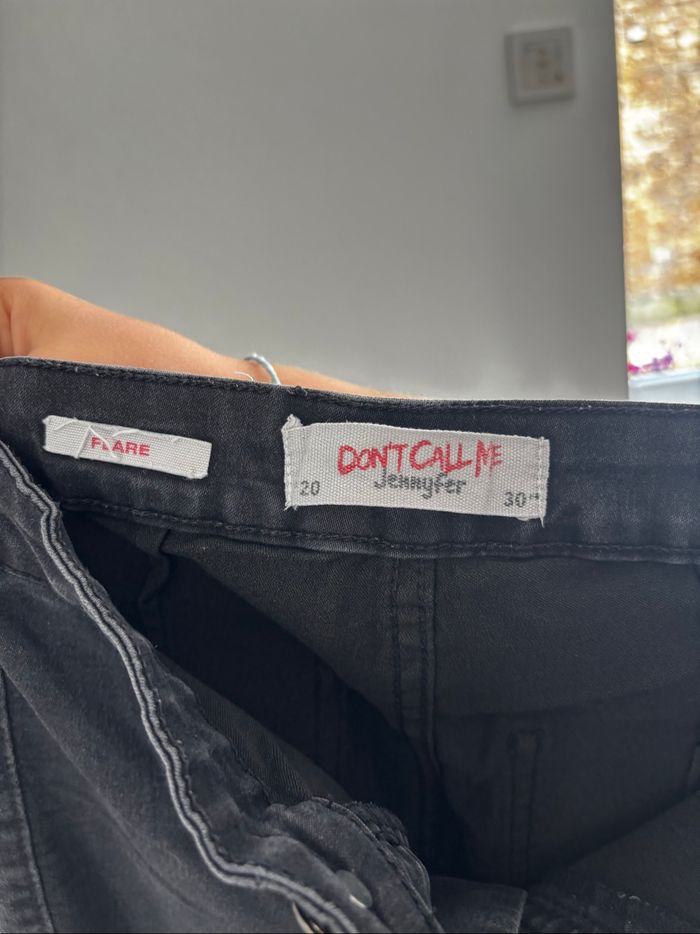 FLARE
DON'T CALL ME
Jennyfer
20 30"